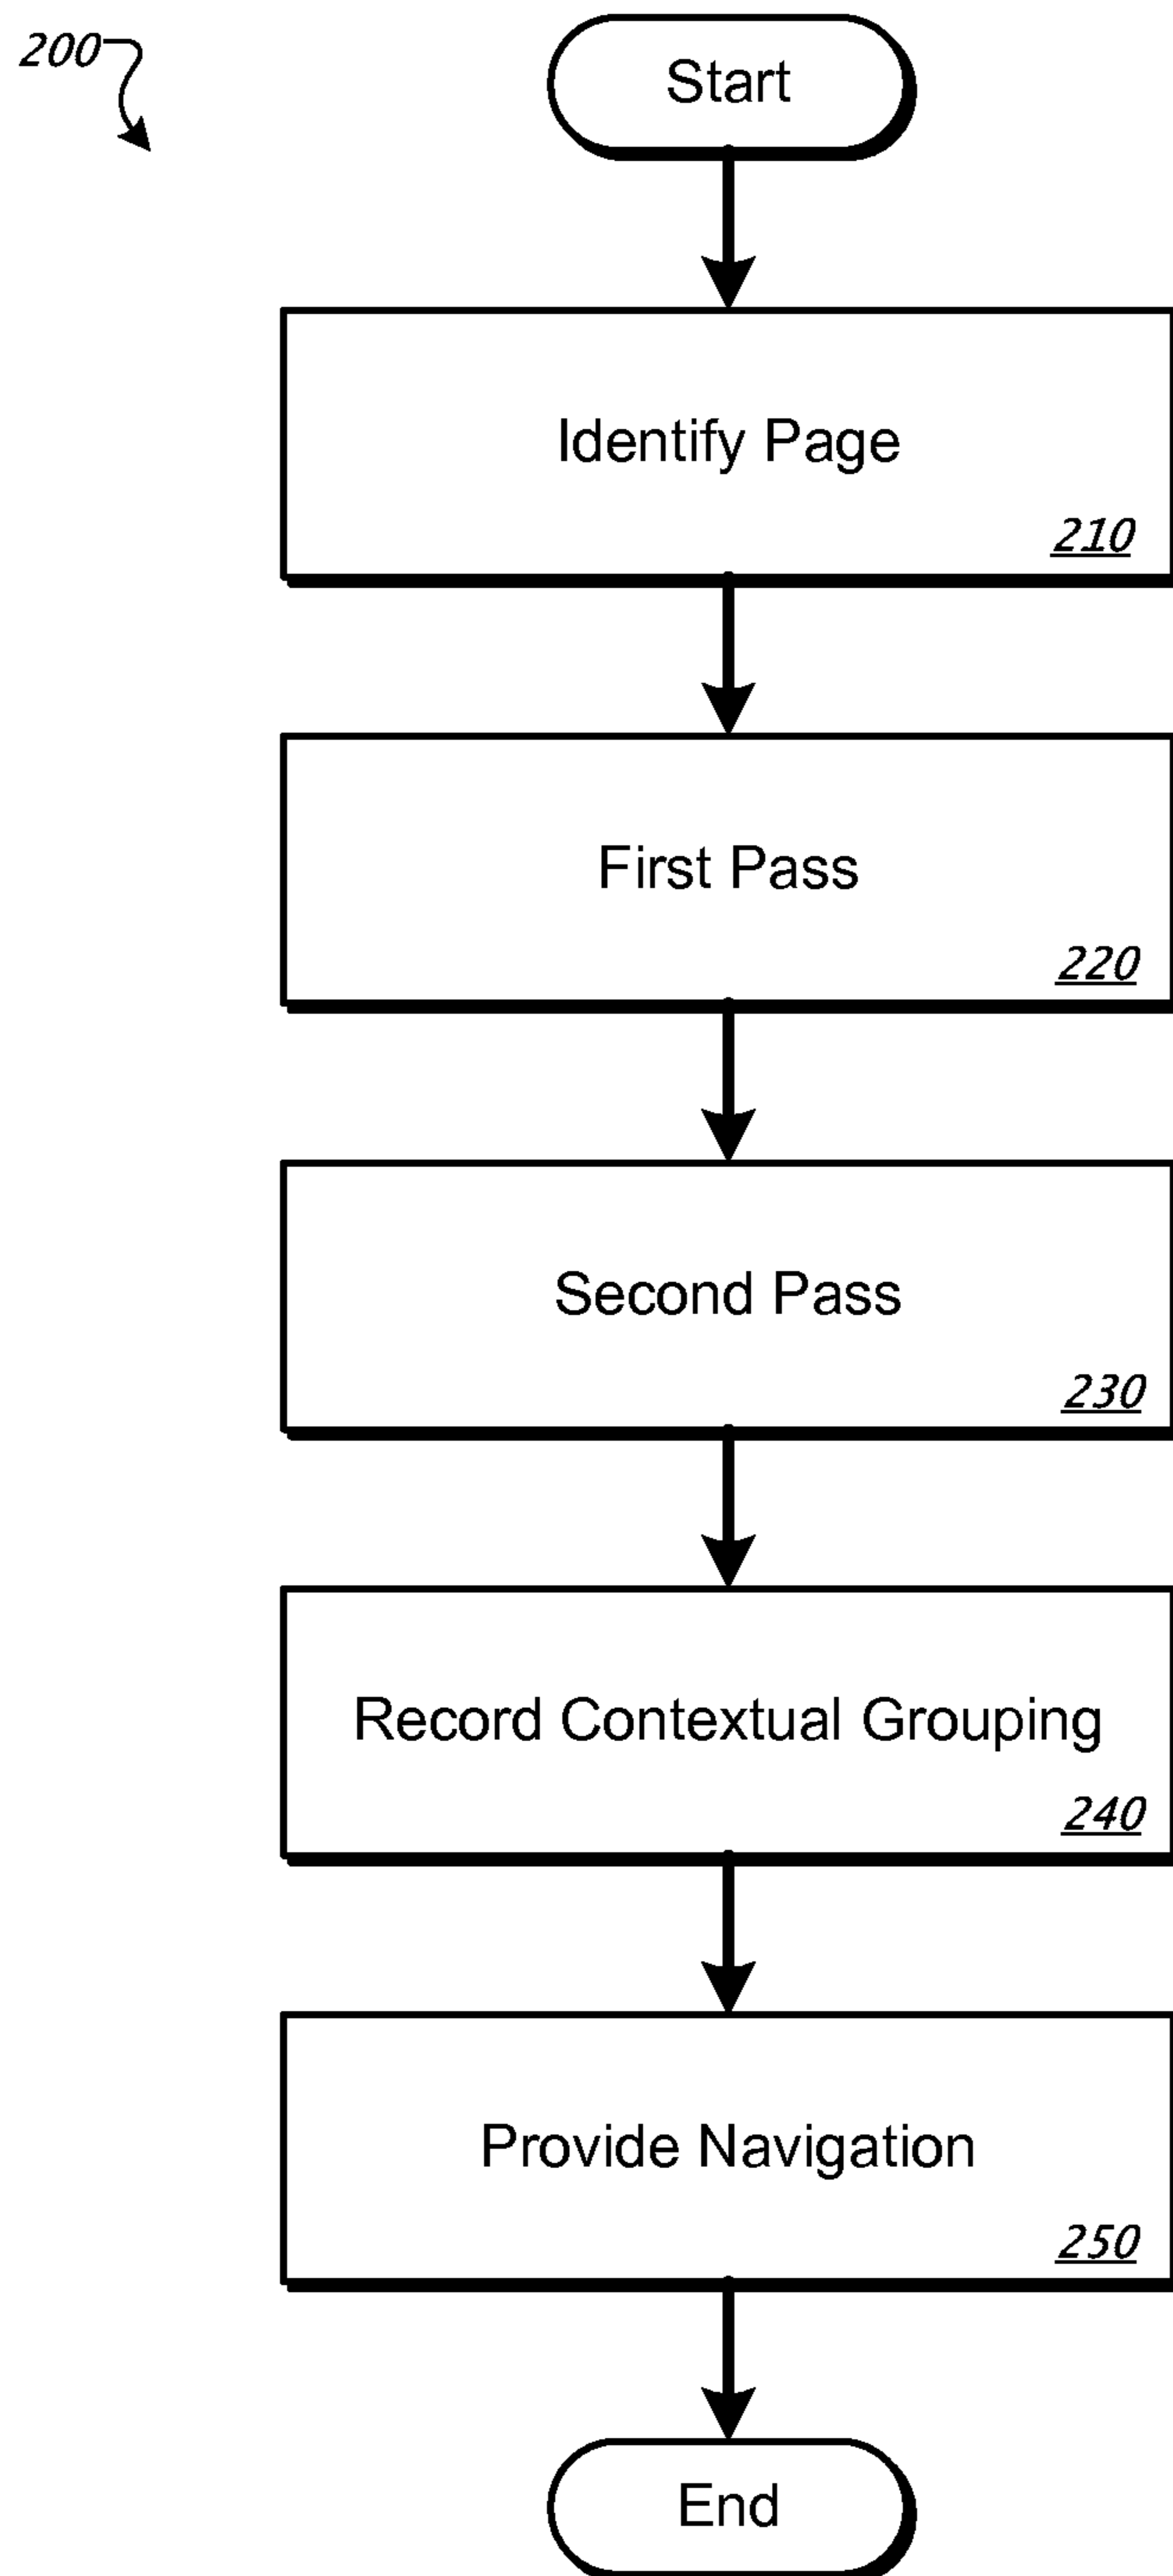 200
Start
Identify Page
210
First Pass
220
Second Pass
230
Record Contextual Grouping
240
Provide Navigation
250
End